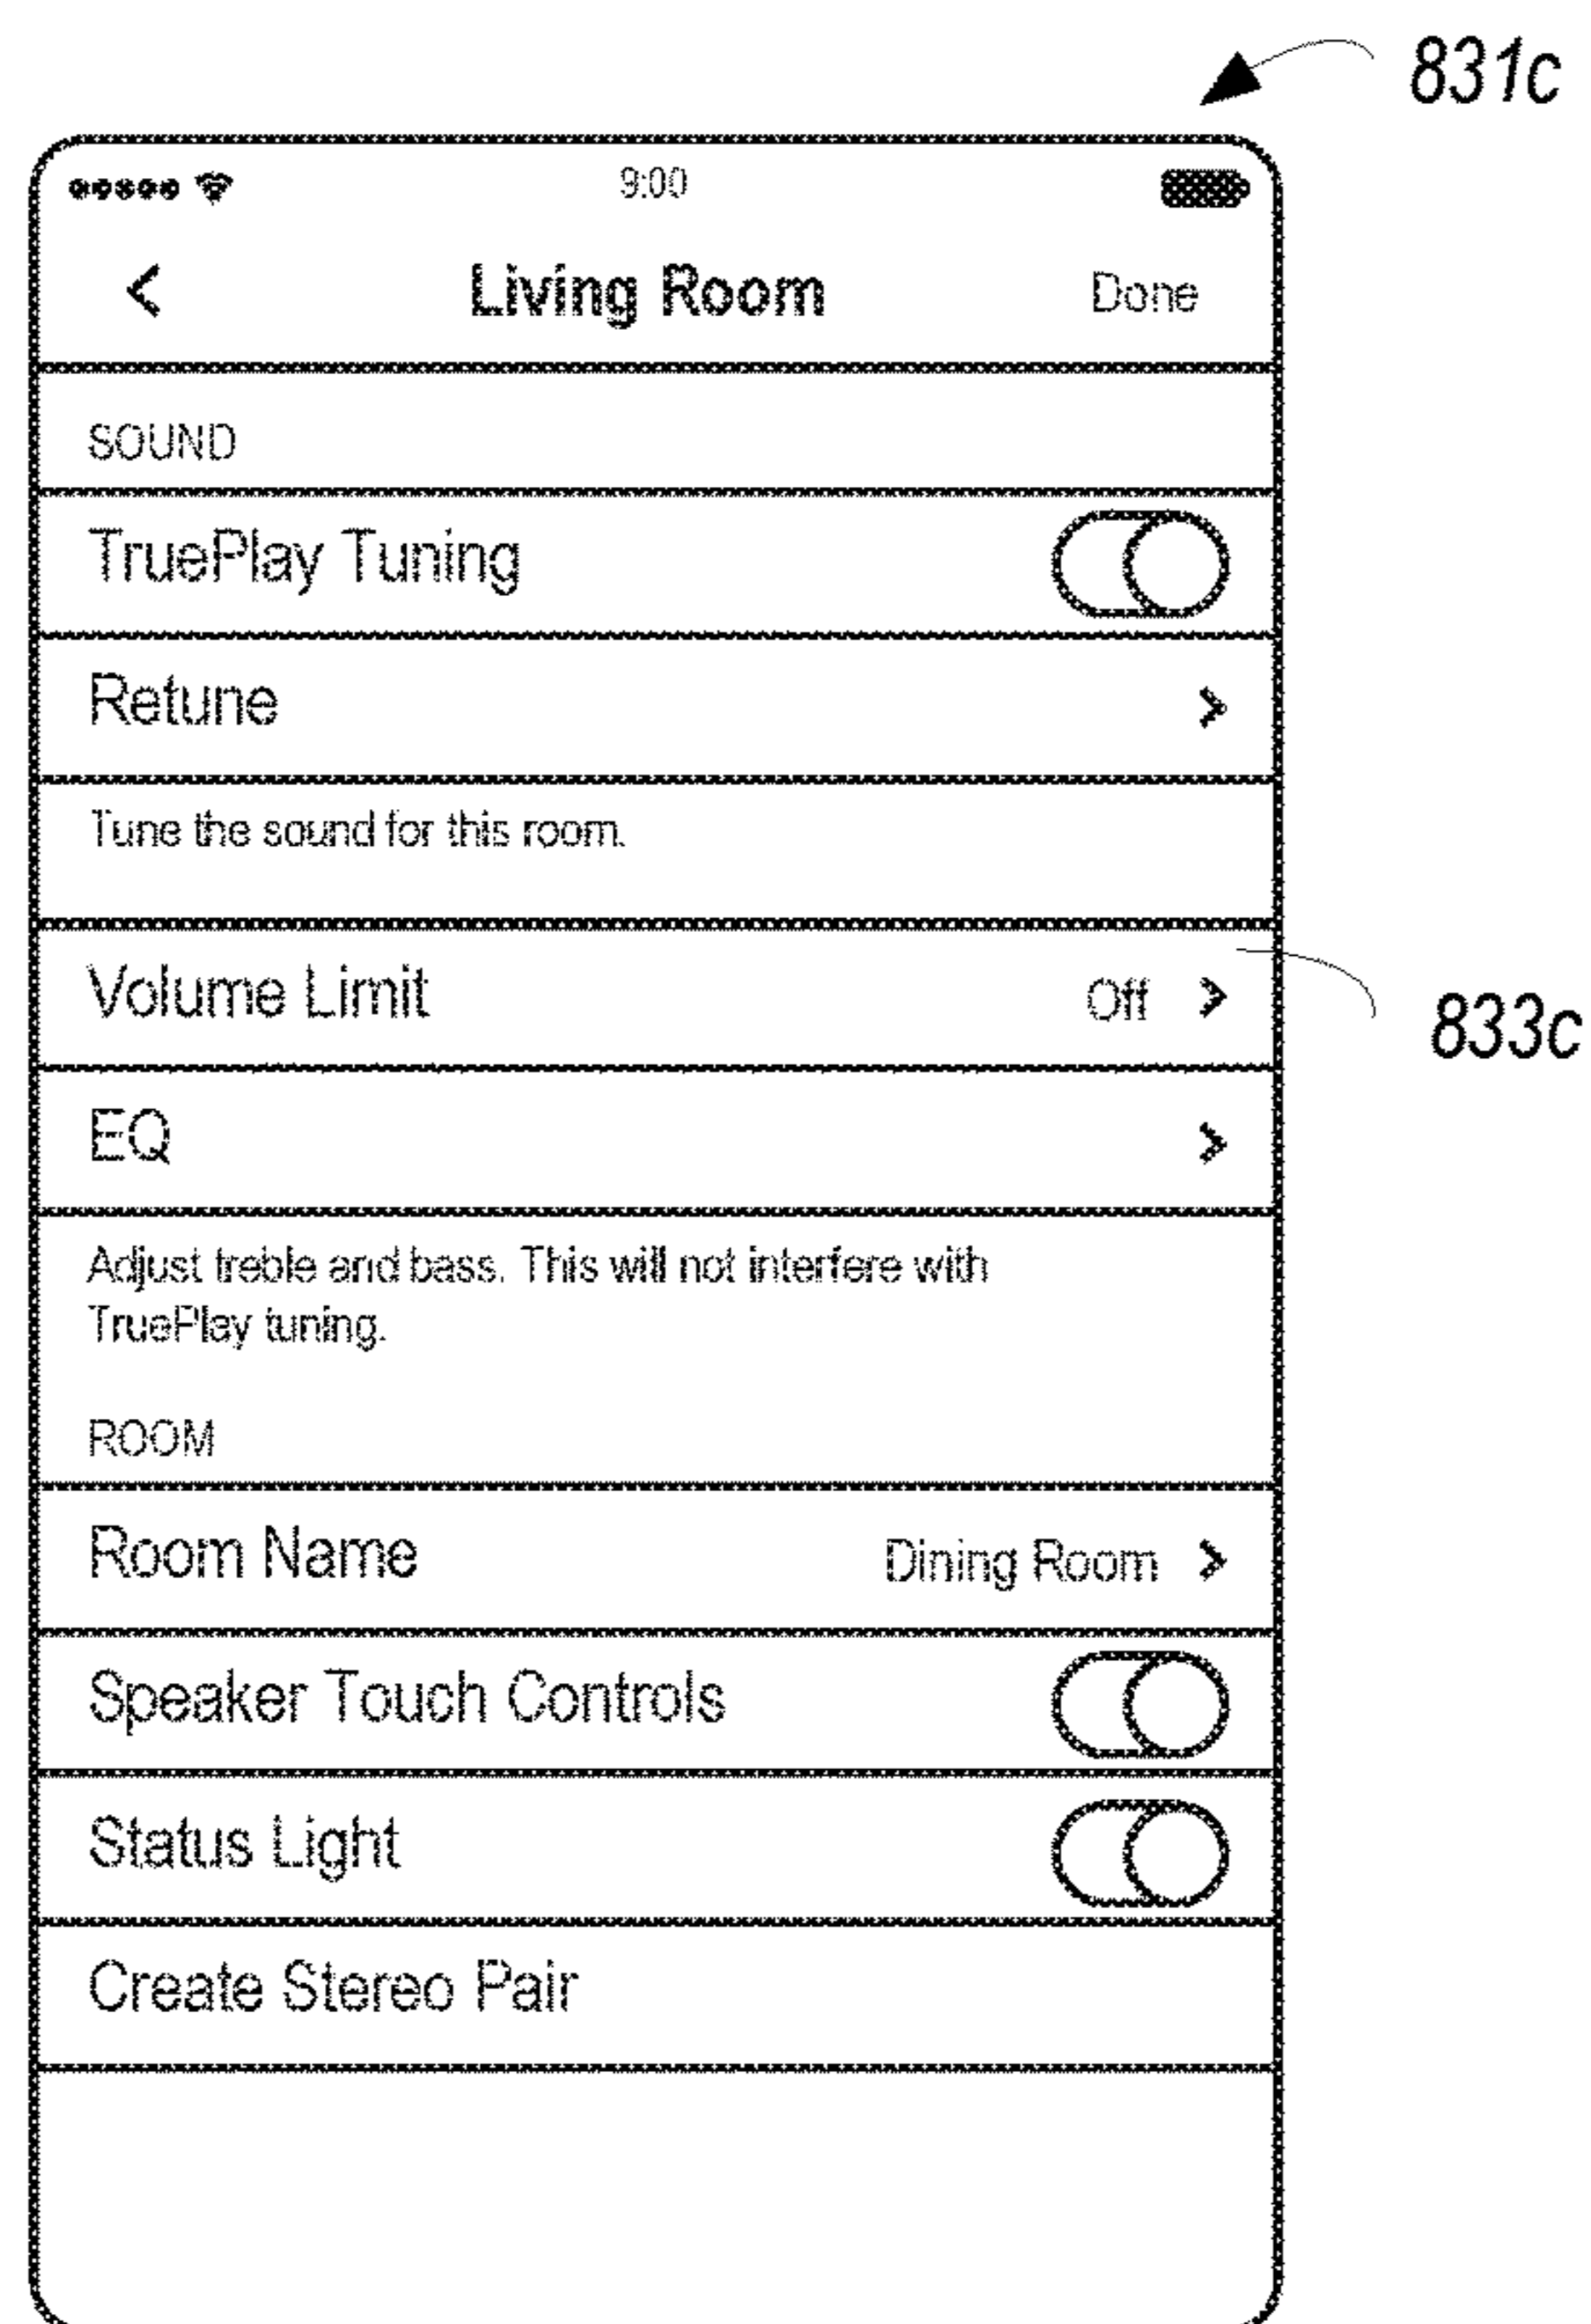 831c
9:00
< Living Room Done
SOUND
TruePlay Tuning
Retune >
Tune the sound for this room.
Volume Limit Off >
833c
EQ >
Adjust treble and bass. This will not interfere with
TruePlay tuning.
ROOM
Room Name Dining Room >
Speaker Touch Controls
Status Light
Create Stereo Pair